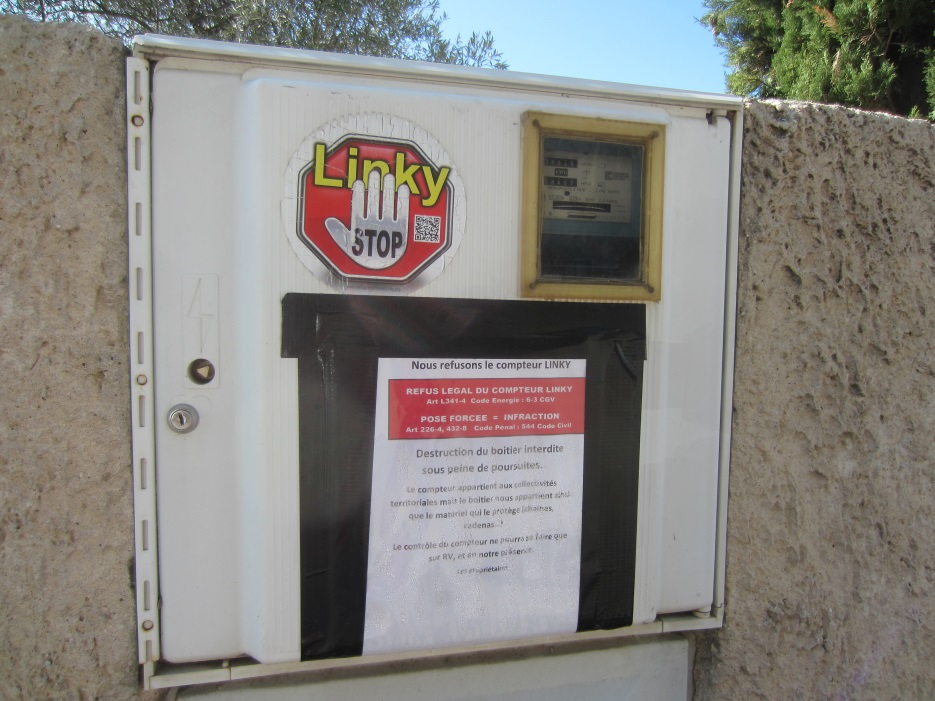 Linky
STOP
Nous refusons le compteur LINKY
REFUS LEGAL DU COMPTEUR LINKY
Art L341-4 Code Energie : 6-3 CGV
POSE FORCEE = INFRACTION
Art 226-4, 432-8 Code Pénal : 544 Code Civil
Destruction du boitier interdite
sous peine de poursuites.
Le compteur appartient aux collectivités
territoriales mais le boitier nous appartient ainsi
que le matériel qui le protège (chaines,
cadenas...)
Le contrôle du compteur ne pourra se faire que
sur RV, et en notre présence.
Les propriétaires